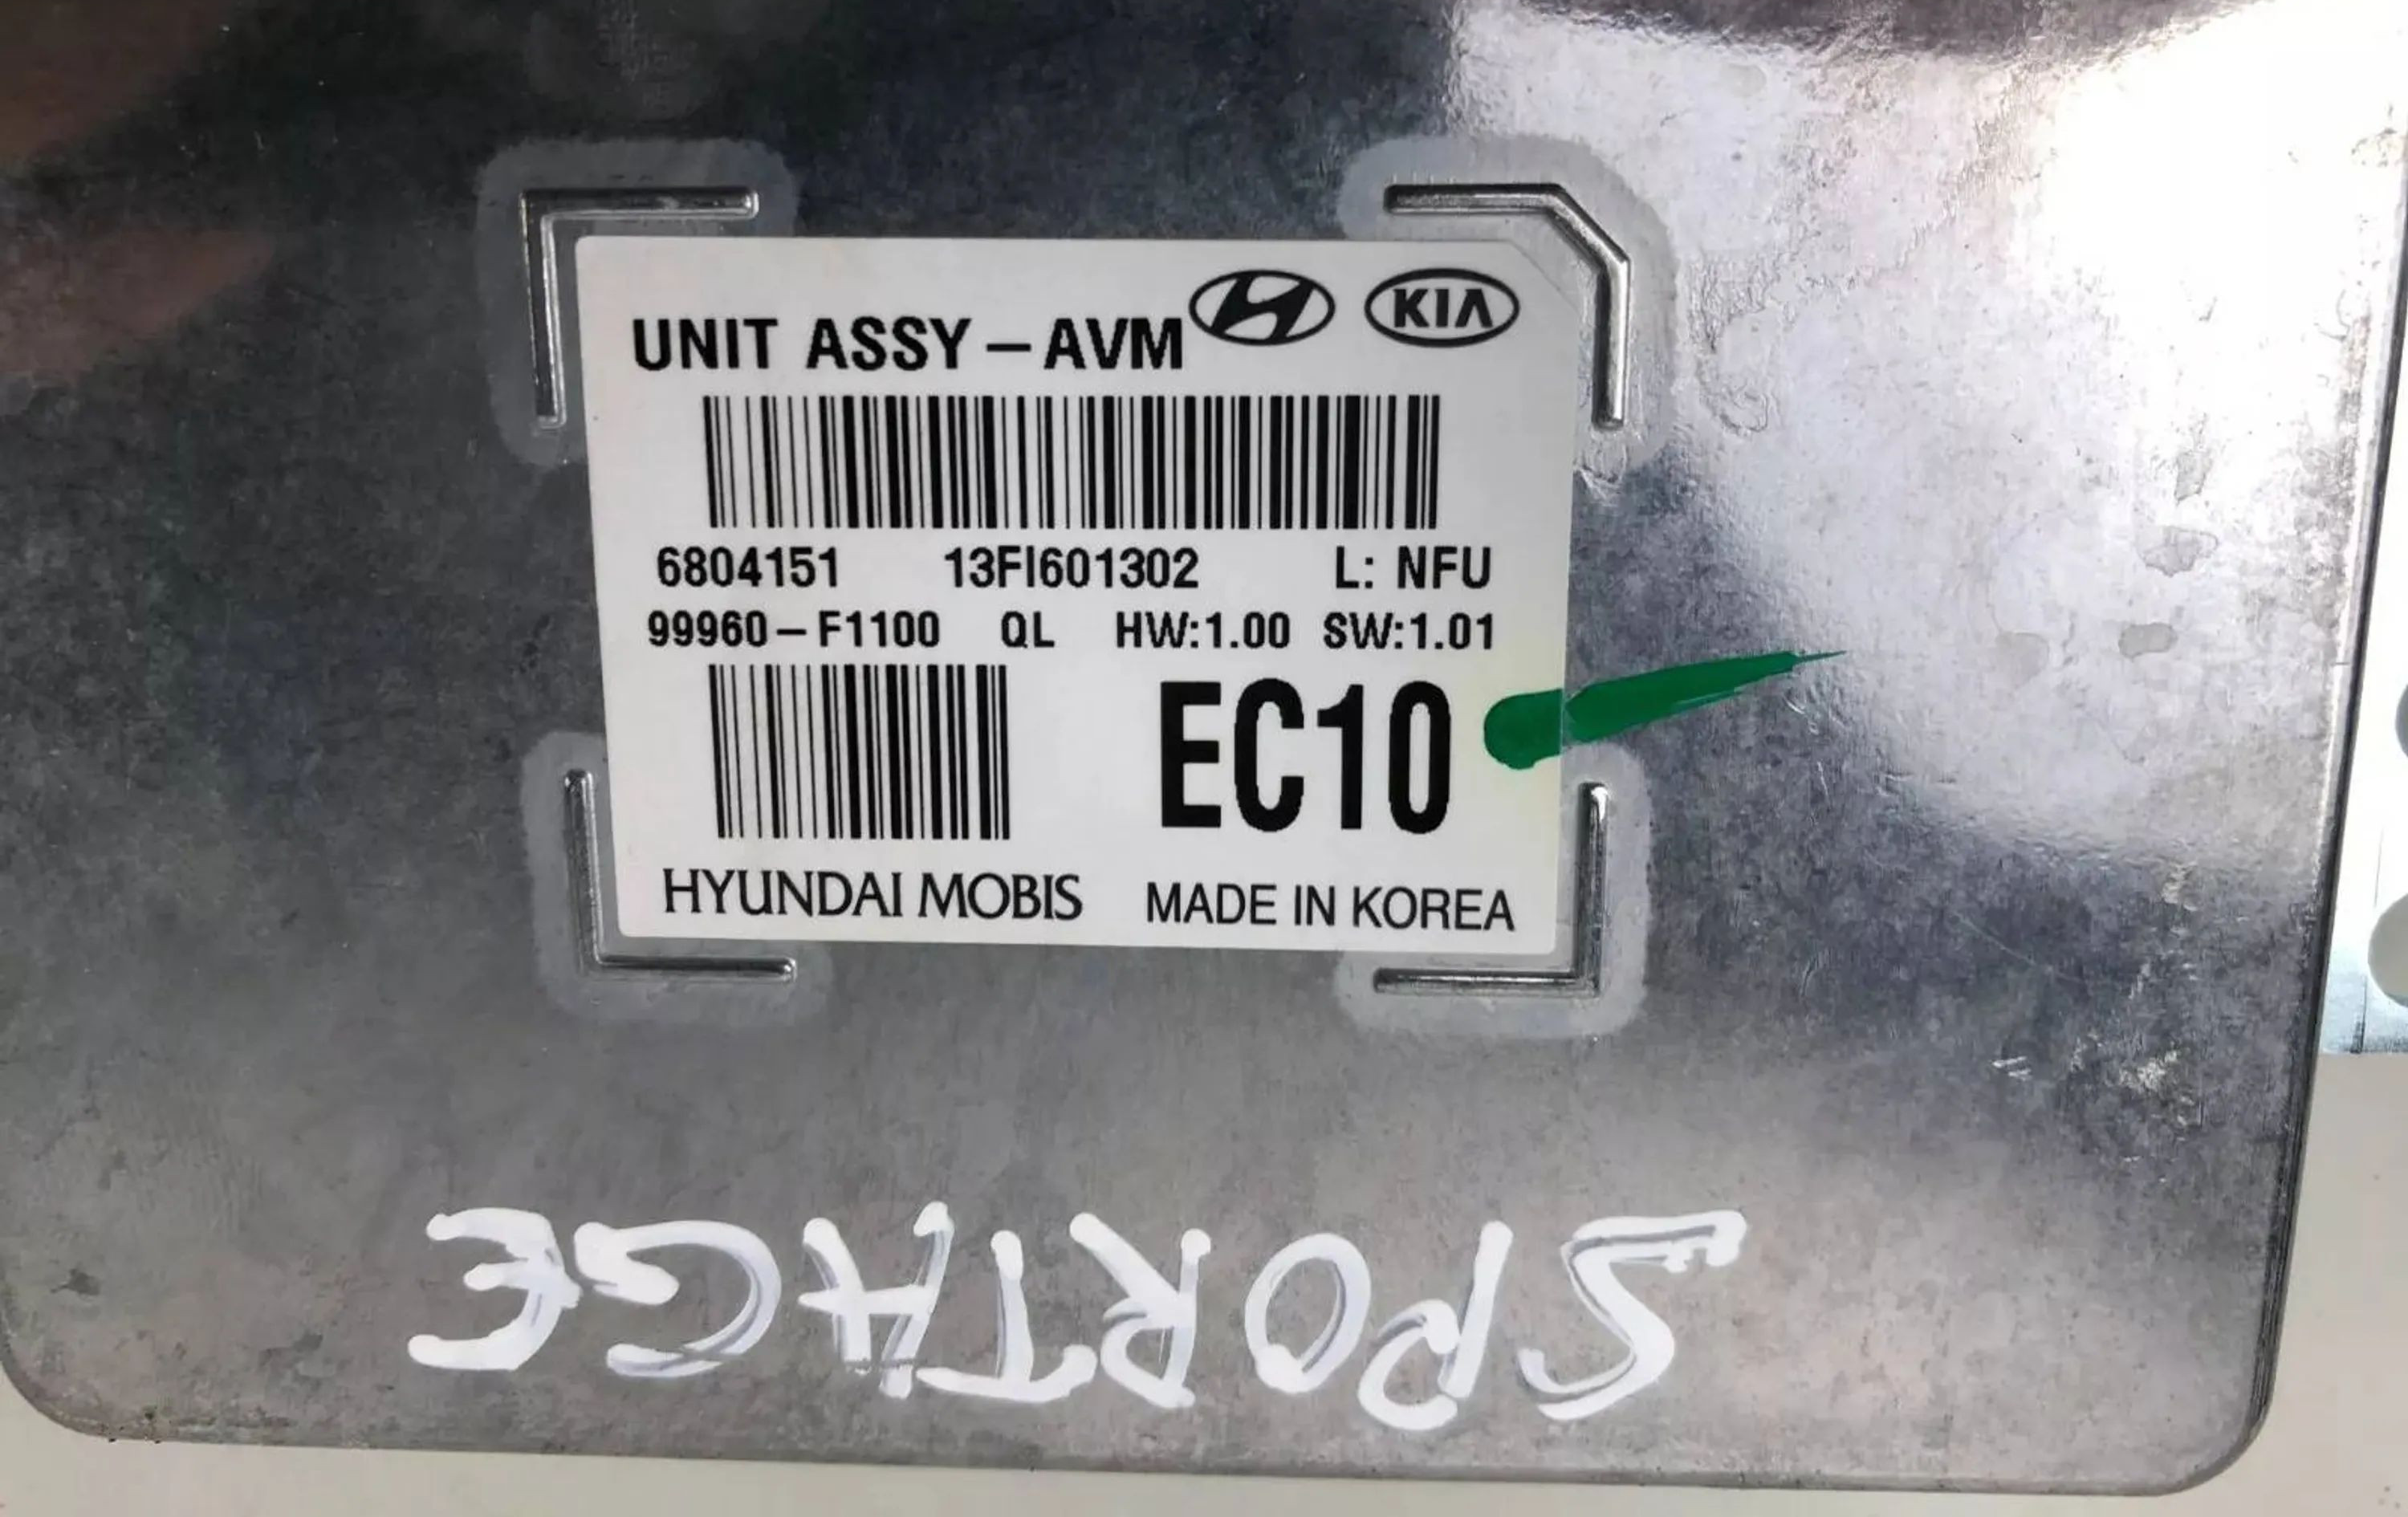 UNIT ASSY-AVM KIA
6804151 13FI601302 L: NFU
99960-F1100 QL HW:1.00 SW:1.01
EC10
HYUNDAI MOBIS MADE IN KOREA
SPORTAGE